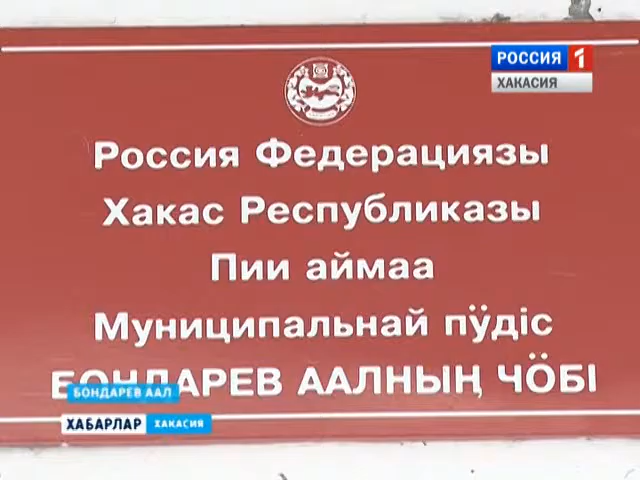 РОССИЯ 1
ХАКАСИЯ
Россия Федерациязы
Хакас Республиказы
Пии аймаа
Муниципальнай пӱдіс
БОНДАРЕВ ААЛНЫҢ ЧӦБІ
БОНДАРЕВ ААЛ
ХАБАРЛАР ХАКАСИЯ